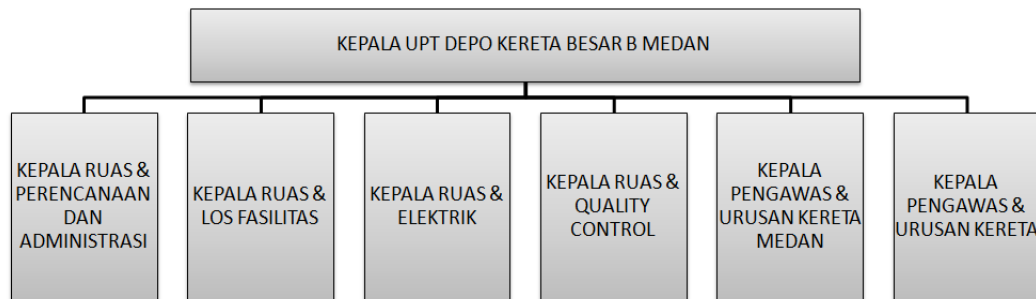 KEPALA UPT DEPO KERETA BESAR B MEDAN
KEPALA RUAS &
PERENCANAAN
DAN
ADMINISTRASI
KEPALA RUAS &
LOS FASILITAS
KEPALA RUAS &
ELEKTRIK
KEPALA RUAS &
QUALITY
CONTROL
KEPALA
PENGAWAS &
URUSAN KERETA
MEDAN
KEPALA
PENGAWAS &
URUSAN KERETA